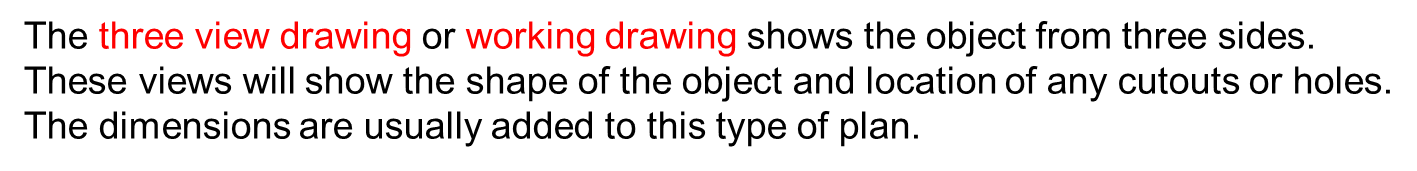 The three view drawing or working drawing shows the object from three sides.
These views will show the shape of the object and location of any cutouts or holes.
The dimensions are usually added to this type of plan.